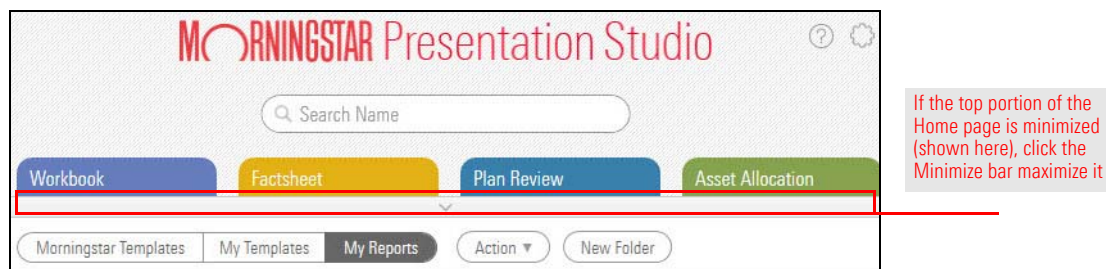 MORNINGSTAR Presentation Studio
Search Name
Workbook
Factsheet
Plan Review
Asset Allocation
Morningstar Templates
My Templates
My Reports
Action
New Folder
If the top portion of the
Home page is minimized
(shown here), click the
Minimize bar maximize it